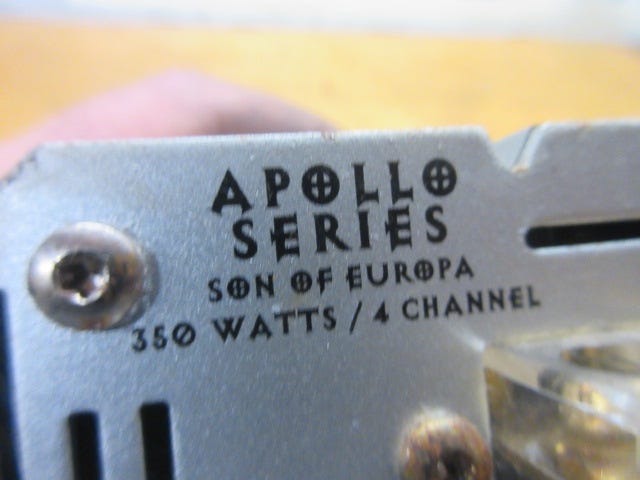 APOLLO
SERIES
SON OF EUROPA
350 WATTS / 4 CHANNEL